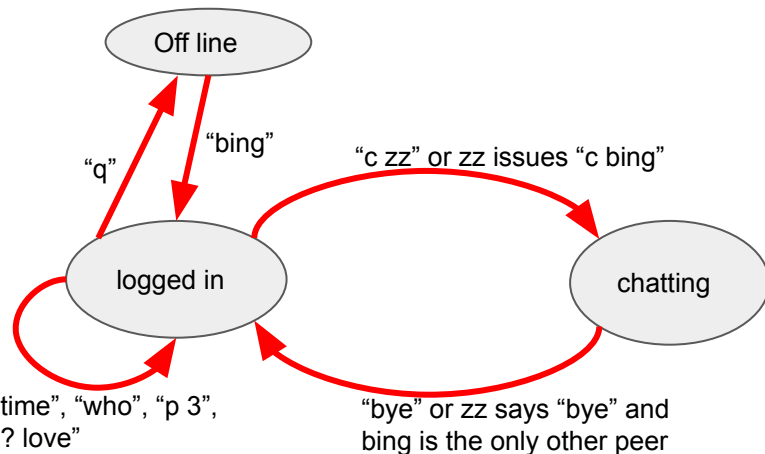 Off line
“bing”
“q”
“c zz” or zz issues “c bing”
logged in
chatting
time”, “who”, “p 3”,
? love”
“bye” or zz says “bye” and
bing is the only other peer